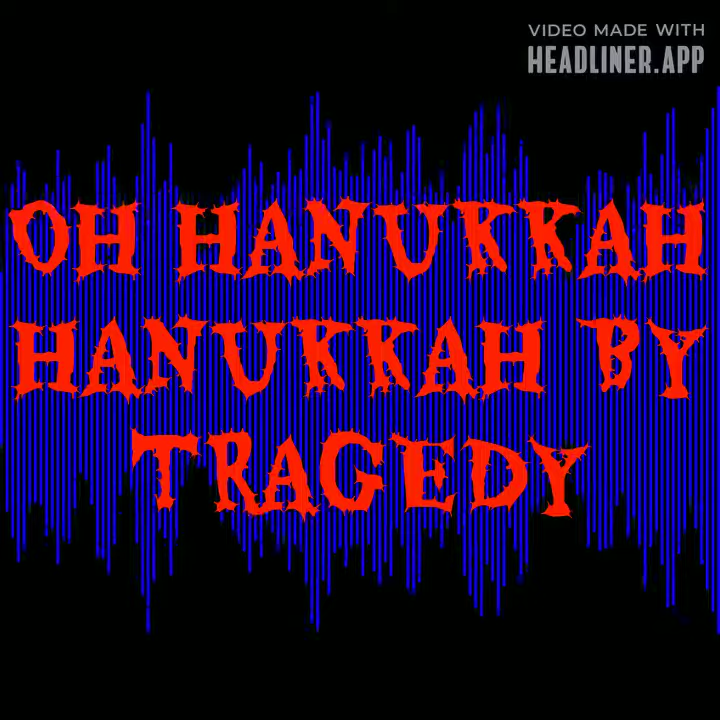 VIDEO MADE WITH
HEADLINER.APP
OH HANUKKAH
HANUKKAH BY
TRAGEDY